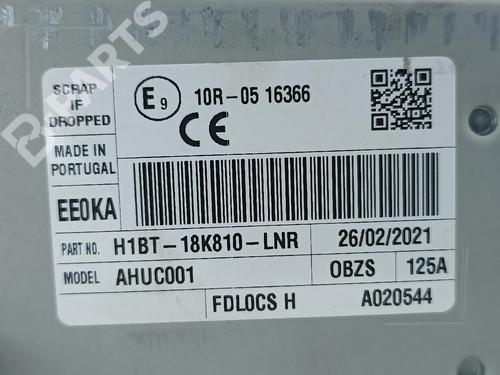 B-PARTS
SCRAP
IF
DROPPED
E9
10R-05 16366
CE
MADE IN
PORTUGAL
EE0KA
PART NO. H1BT-18K810-LNR 26/02/2021
MODEL AHUC001 OBZS 125A
FDL0CS H A020544